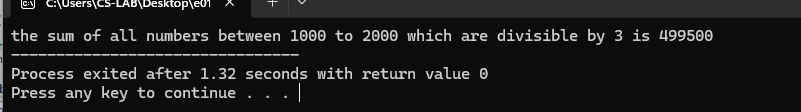 C:\Users\CS-LAB\Desktop\e01
the sum of all numbers between 1000 to 2000 which are divisible by 3 is 499500
--------------------------------
Process exited after 1.32 seconds with return value 0
Press any key to continue . . .